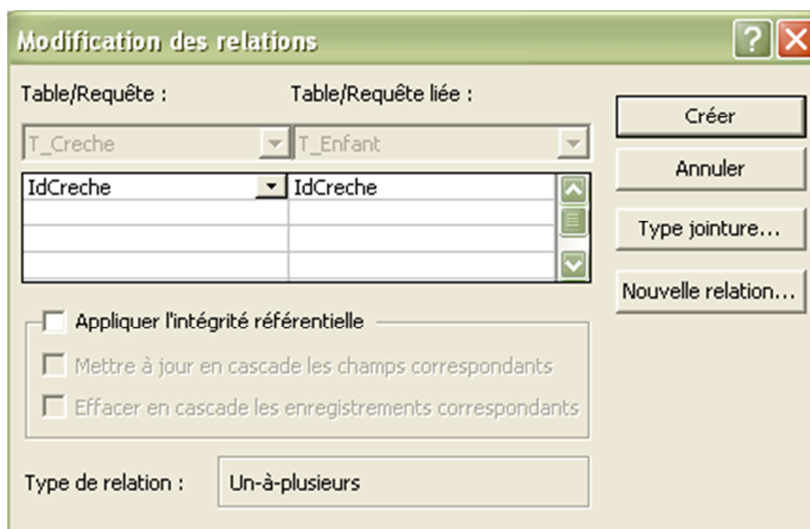 Modification des relations
Table/Requête : Table/Requête liée :
T_Creche T_Enfant
IdCreche IdCreche
Créer
Annuler
Type jointure...
Nouvelle relation...
Appliquer l'intégrité référentielle
Mettre à jour en cascade les champs correspondants
Effacer en cascade les enregistrements correspondants
Type de relation : Un-à-plusieurs